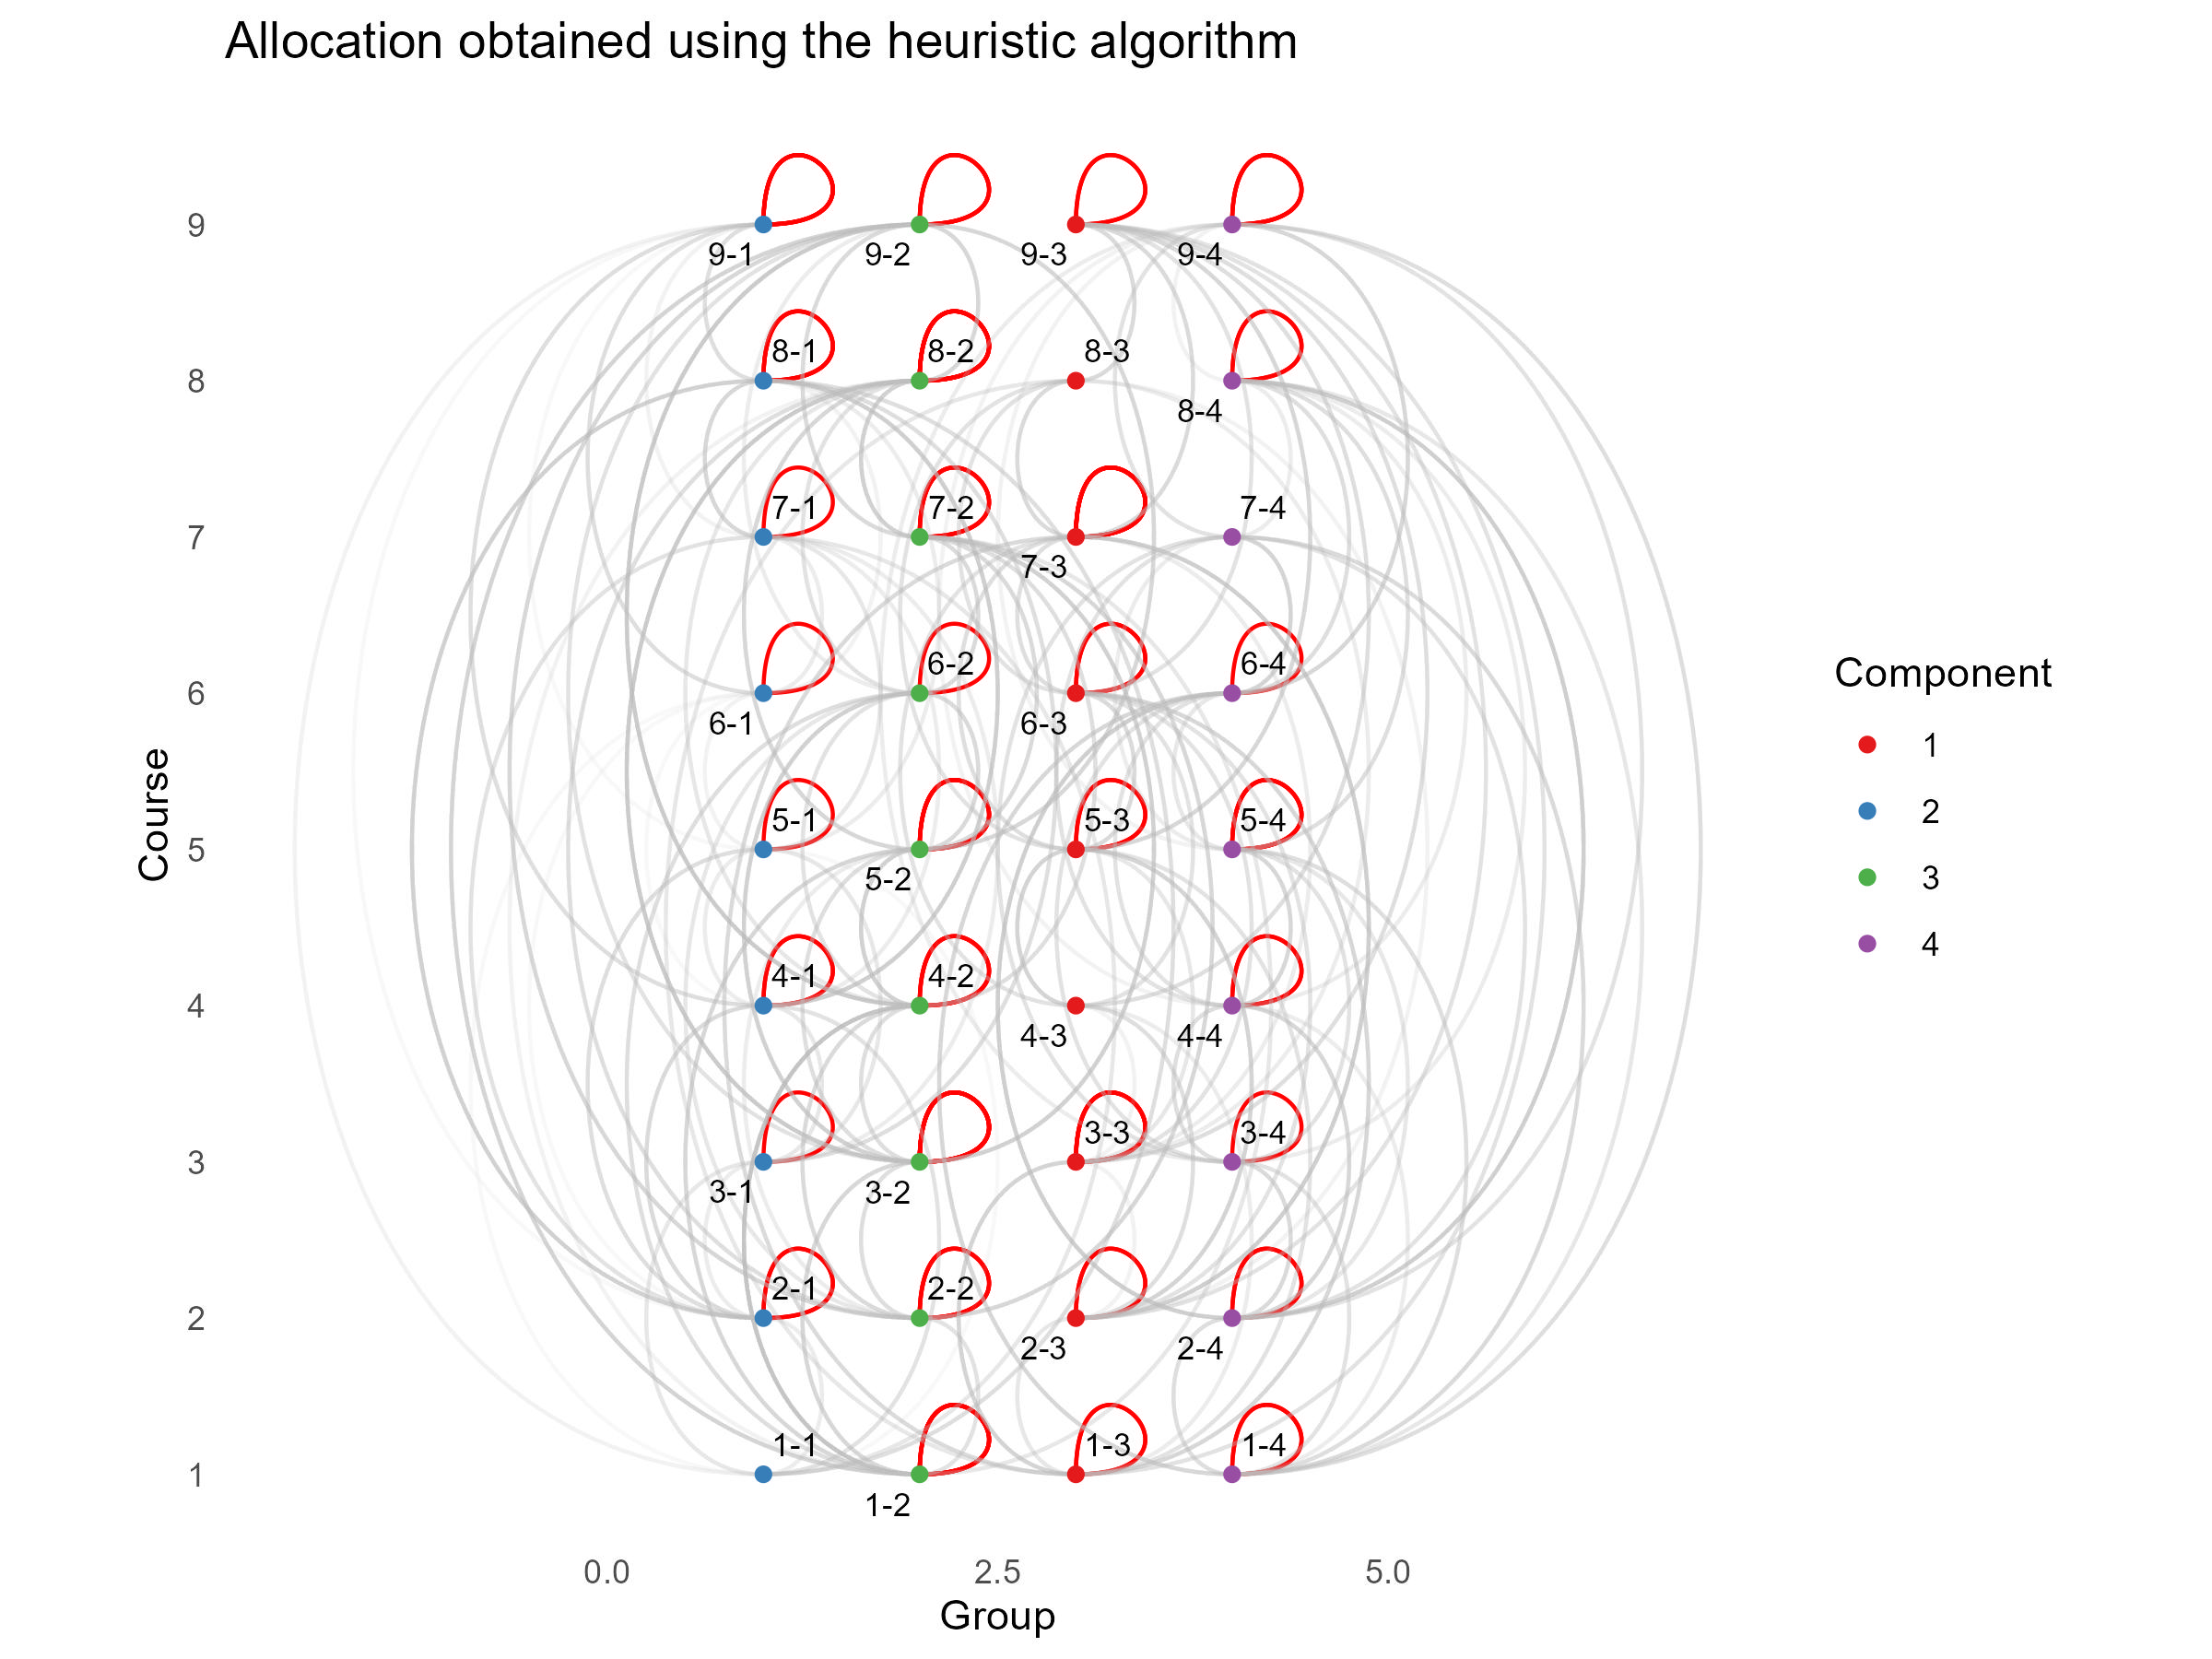 Allocation obtained using the heuristic algorithm
9
9-1 9-2 9-3 9-4
8-1 8-2 8-3
8
8-4
7-1 7-2 7-4
7
7-3
6-2 6-4
6
6-1 6-3
5-1 5-3 5-4
5
5-2
4-1 4-2
4
4-3 4-4
3-3 3-4
3
3-1 3-2
2-1 2-2
2
2-3 2-4
1-1 1-3 1-4
1
1-2
0.0 2.5 5.0
Group
Course
Component
1
2
3
4